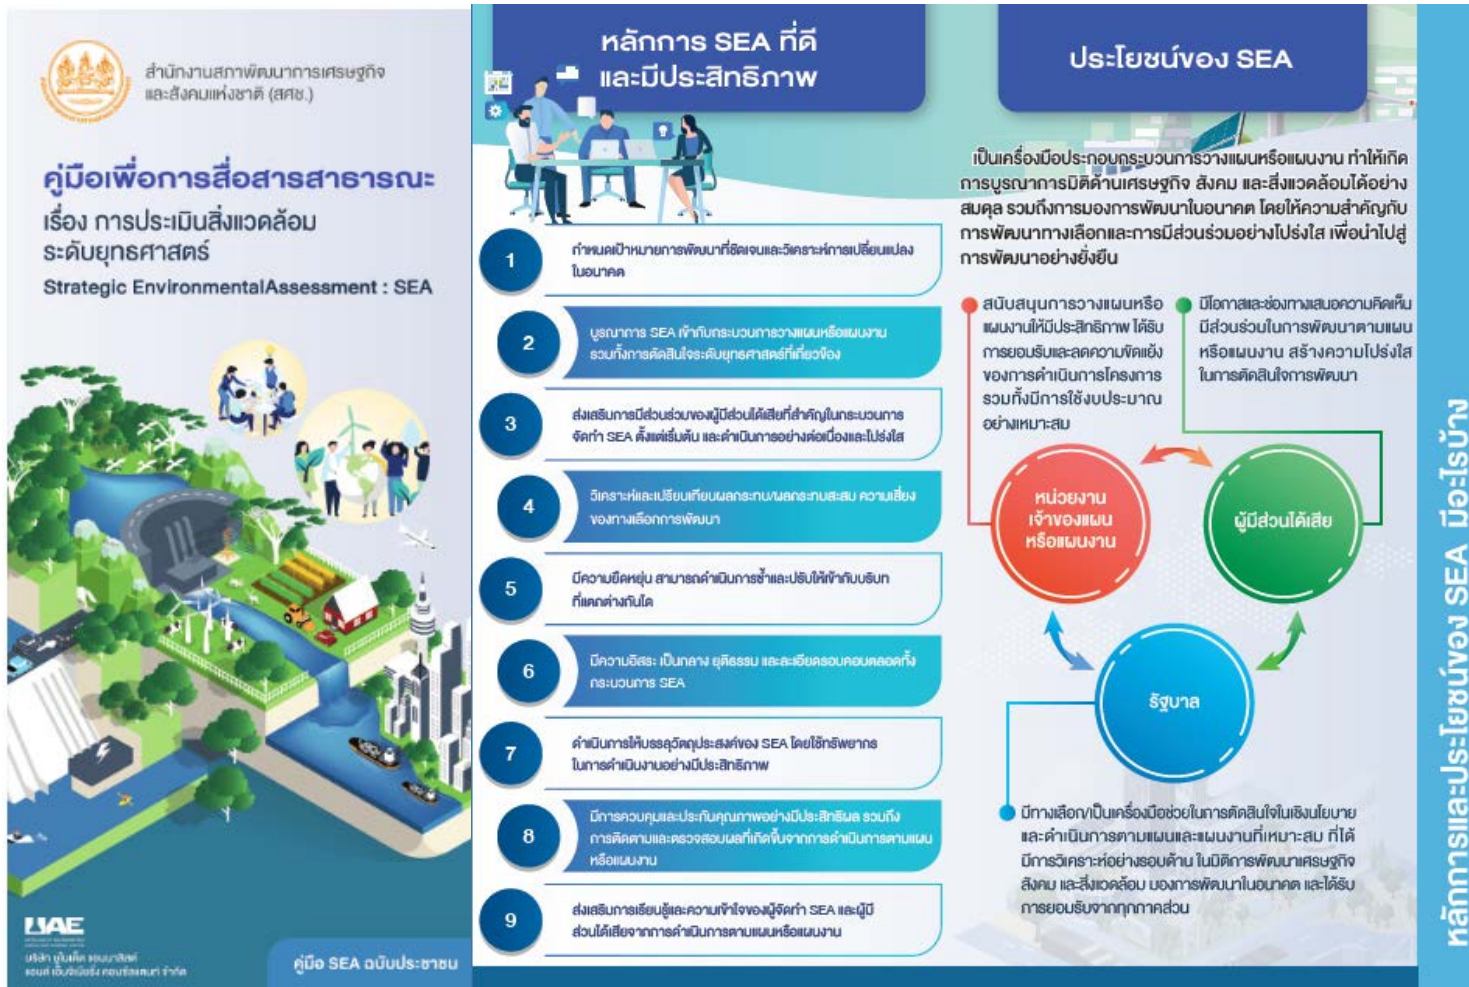 สำนักงานสภาพัฒนาการเศรษฐกิจ
และสังคมแห่งชาติ (สศช.)
คู่มือเพื่อการสื่อสารสาธารณะ
เรื่อง การประเมินสิ่งแวดล้อม
ระดับยุทธศาสตร์
Strategic EnvironmentalAssessment : SEA
UAE
บริษัท ยูไนเต็ด แอนนาลิสต์
แอนด์ เอ็นจิเนียริ่ง คอนซัลแตนท์ จำกัด
คู่มือ SEA ฉบับประชาชน
หลักการ SEA ที่ดี
และมีประสิทธิภาพ
1
กำหนดเป้าหมายการพัฒนาที่ชัดเจนและวิเคราะห์การเปลี่ยนแปลง
ในอนาคต
2
บูรณาการ SEA เข้ากับกระบวนการวางแผนหรือแผนงาน
รวมทั้งการตัดสินใจระดับยุทธศาสตร์ที่เกี่ยวข้อง
3
ส่งเสริมการมีส่วนร่วมของผู้มีส่วนได้เสียที่สำคัญในกระบวนการ
จัดทำ SEA ตั้งแต่เริ่มต้น และดำเนินการอย่างต่อเนื่องและโปร่งใส
4
วิเคราะห์และเปรียบเทียบผลกระทบ/ผลกระทบสะสม ความเสี่ยง
ของทางเลือกการพัฒนา
5
มีความยืดหยุ่น สามารถดำเนินการซ้ำและปรับให้เข้ากับบริบท
ที่แตกต่างกันได้
6
มีความอิสระ เป็นกลาง ยุติธรรม และละเอียดรอบคอบตลอดทั้ง
กระบวนการ SEA
7
ดำเนินการให้บรรลุวัตถุประสงค์ของ SEA โดยใช้ทรัพยากร
ในการดำเนินงานอย่างมีประสิทธิภาพ
8
มีการควบคุมและประกันคุณภาพอย่างมีประสิทธิผล รวมถึง
การติดตามและตรวจสอบผลที่เกิดขึ้นจากการดำเนินการตามแผน
หรือแผนงาน
9
ส่งเสริมการเรียนรู้และความเข้าใจของผู้จัดทำ SEA และผู้มี
ส่วนได้เสียจากการดำเนินการตามแผนหรือแผนงาน
ประโยชน์ของ SEA
เป็นเครื่องมือประกอบกระบวนการวางแผนหรือแผนงาน ทำให้เกิด
การบูรณาการมิติด้านเศรษฐกิจ สังคม และสิ่งแวดล้อมได้อย่าง
สมดุล รวมถึงการมองการพัฒนาในอนาคต โดยให้ความสำคัญกับ
การพัฒนาทางเลือกและการมีส่วนร่วมอย่างโปร่งใส เพื่อนำไปสู่
การพัฒนาอย่างยั่งยืน
สนับสนุนการวางแผนหรือ
แผนงานให้มีประสิทธิภาพ ได้รับ
การยอมรับและลดความขัดแย้ง
ของการดำเนินการโครงการ
รวมทั้งมีการใช้งบประมาณ
อย่างเหมาะสม
มีโอกาสและช่องทางเสนอความคิดเห็น
มีส่วนร่วมในการพัฒนาตามแผน
หรือแผนงาน สร้างความโปร่งใส
ในการตัดสินใจการพัฒนา
หน่วยงาน
เจ้าของแผน
หรือแผนงาน
ผู้มีส่วนได้เสีย
รัฐบาล
มีทางเลือก/เป็นเครื่องมือช่วยในการตัดสินใจในเชิงนโยบาย
และดำเนินการตามแผนและแผนงานที่เหมาะสม ที่ได้
มีการวิเคราะห์อย่างรอบด้าน ในมิติการพัฒนาเศรษฐกิจ
สังคม และสิ่งแวดล้อม มองการพัฒนาในอนาคต และได้รับ
การยอมรับจากทุกภาคส่วน
หลักการและประโยชน์ของ SEA มีอะไรบ้าง